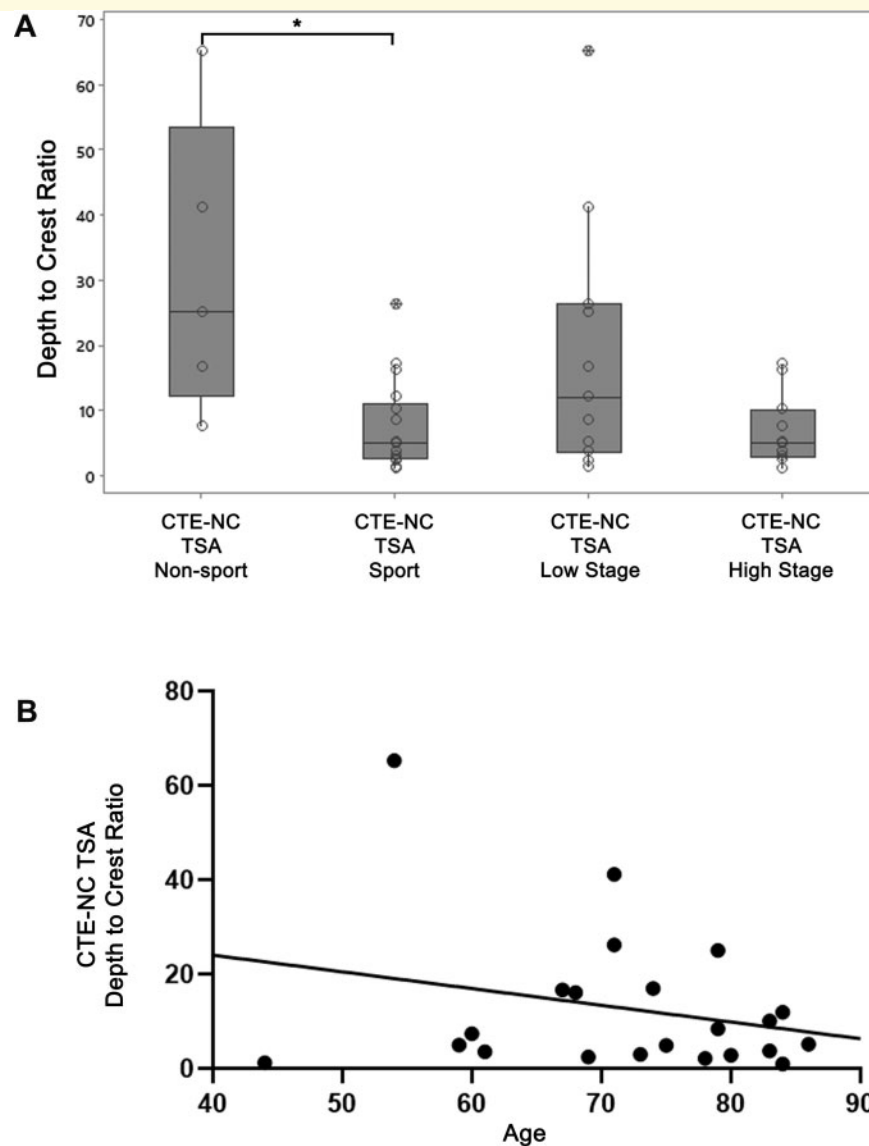 A
*
70
60
50
40
30
20
10
0
Depth to Crest Ratio
CTE-NC
TSA
Non-sport
CTE-NC
TSA
Sport
CTE-NC
TSA
Low Stage
CTE-NC
TSA
High Stage
B
80
60
40
20
0
CTE-NC TSA
Depth to Crest Ratio
40 50 60 70 80 90
Age